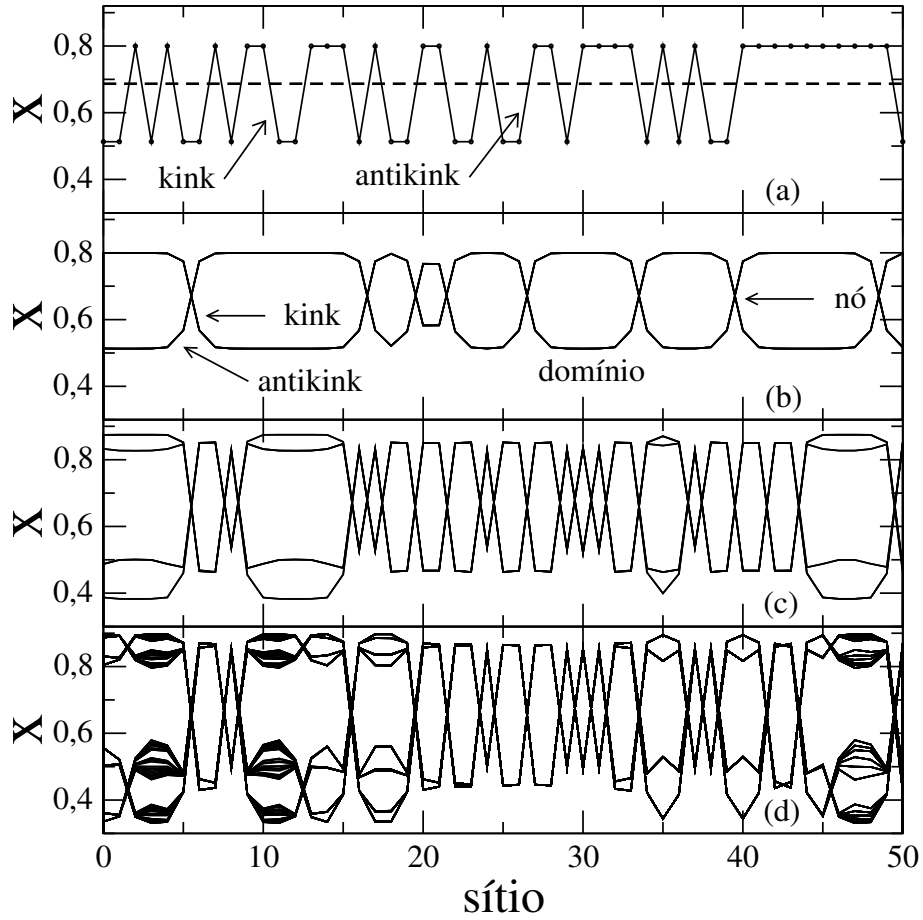 0,8
X
0,6
0,4
kink
antikink
(a)
0,8
X
0,6
0,4
kink
antikink
domínio
nó
(b)
0,8
X
0,6
0,4
(c)
0,8
X
0,6
0,4
(d)
0 10 20 30 40 50
sítio